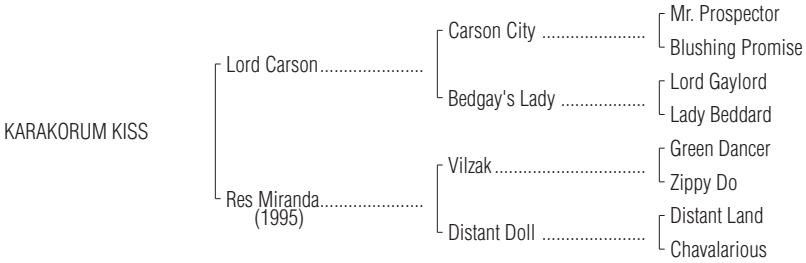 Mr. Prospector
Carson City ......................
Blushing Promise
Lord Carson......................
Lord Gaylord
Bedgay's Lady ..................
Lady Beddard
KARAKORUM KISS
Green Dancer
Vilzak ................................
Zippy Do
Res Miranda......................
(1995)
Distant Land
Distant Doll ......................
Chavalarious